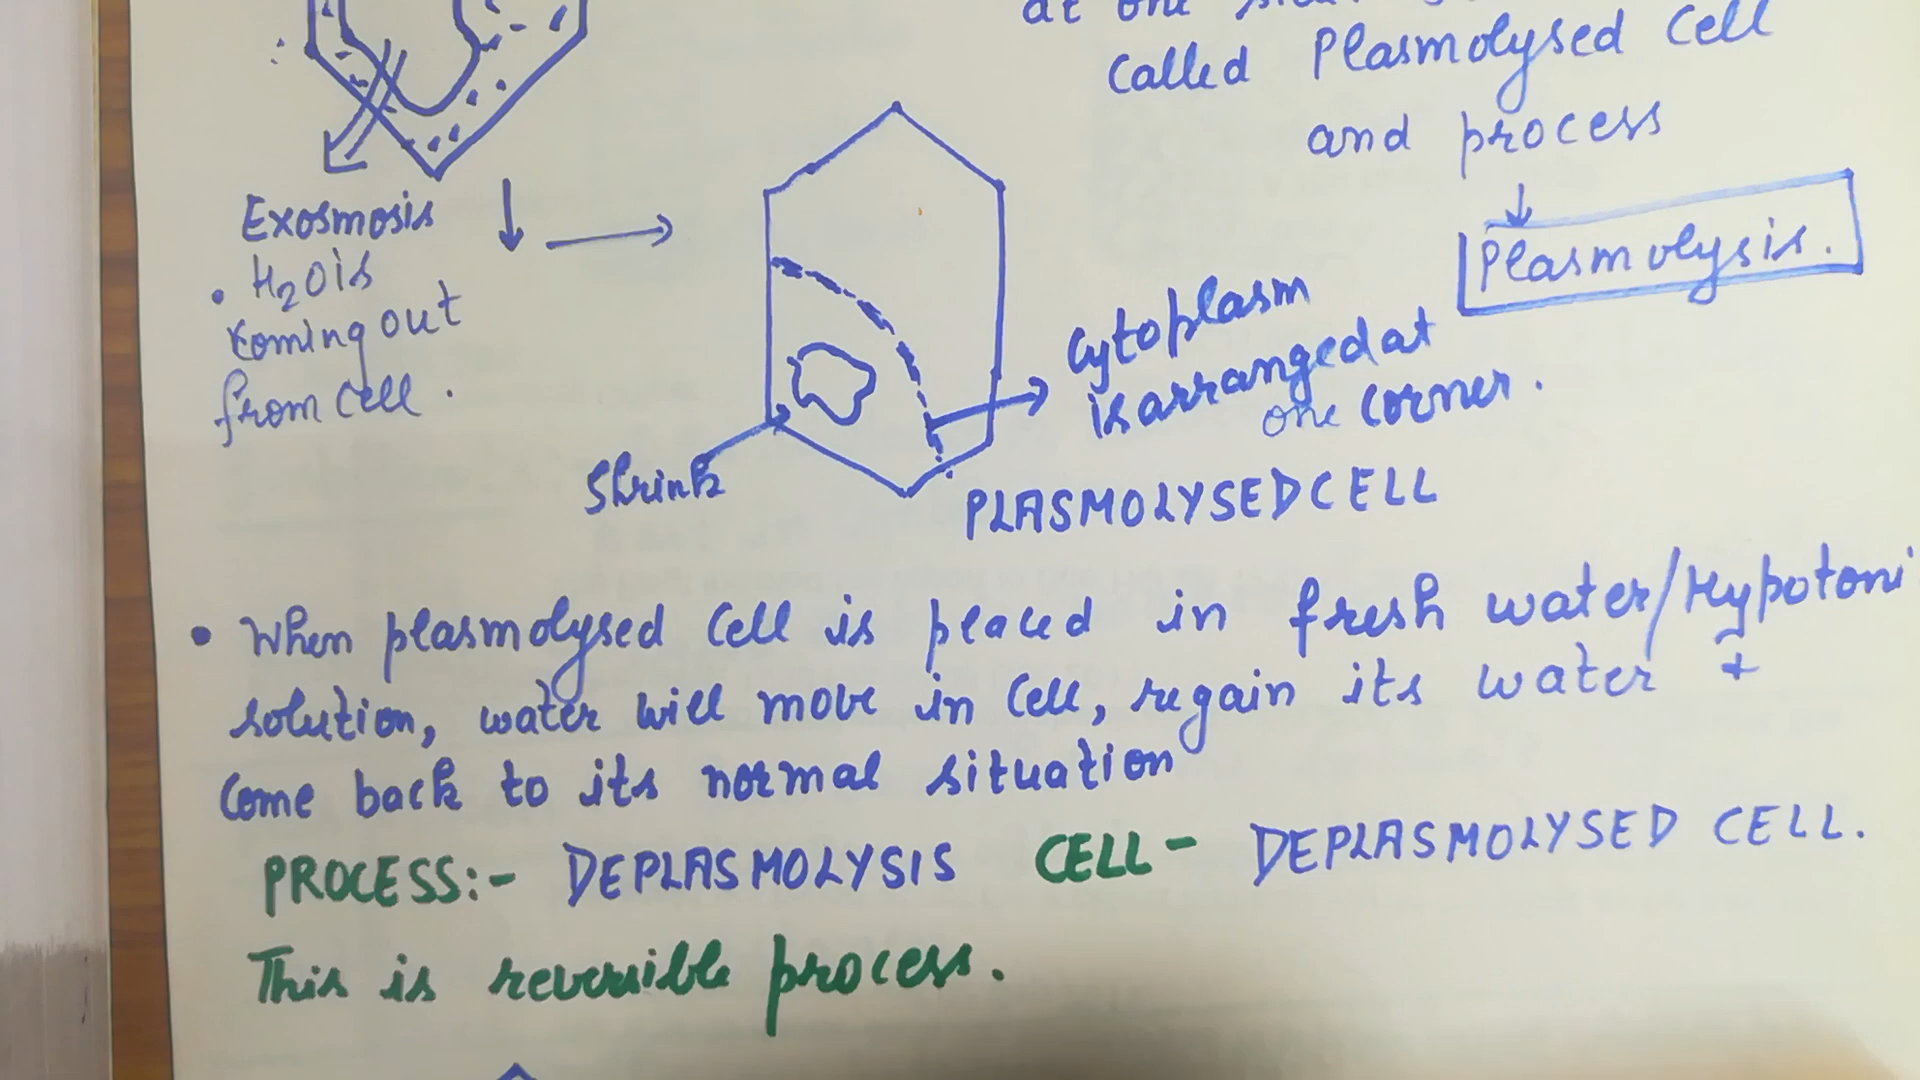 at one
called Plasmolysed Cell
and process
Plasmolysis.
Exosmosis
• H2O is
coming out
from cell.
Cytoplasm
is arranged at
one corner.
Shrink
PLASMOLYSED CELL
• When plasmolysed cell is placed in fresh water/Hypotoni
solution, water will move in cell, regain its water +
come back to its normal situation
PROCESS:- DEPLASMOLYSIS CELL- DEPLASMOLYSED CELL.
This is reversible process.